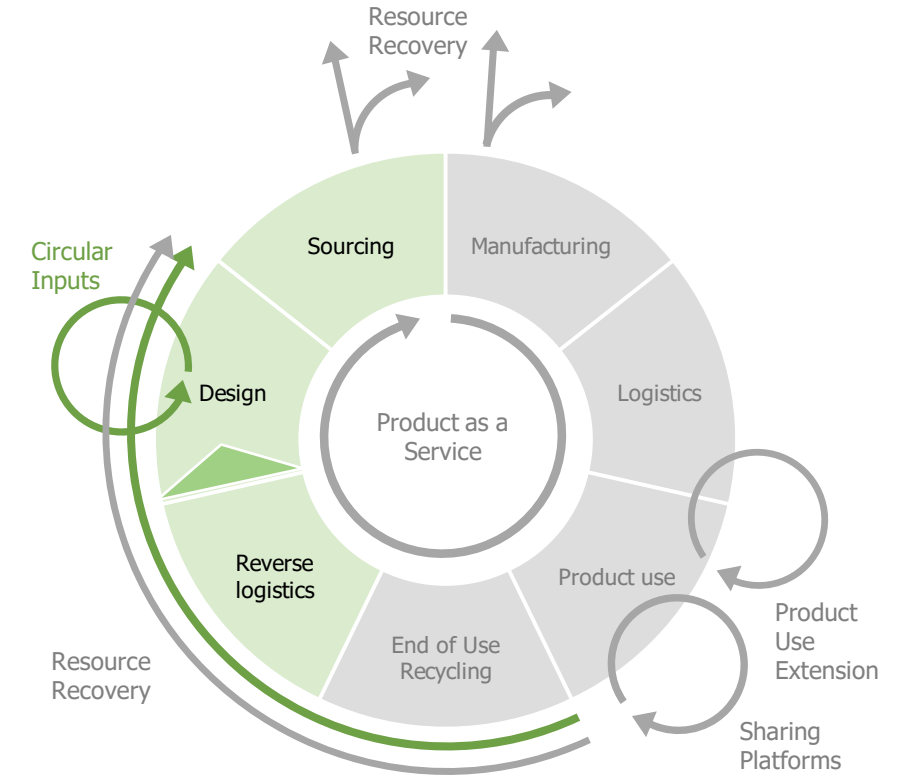 Resource
Recovery
Circular
Inputs
Sourcing
Manufacturing
Design
Logistics
Product as a
Service
Reverse
logistics
Product use
End of Use
Recycling
Product
Use
Extension
Resource
Recovery
Sharing
Platforms